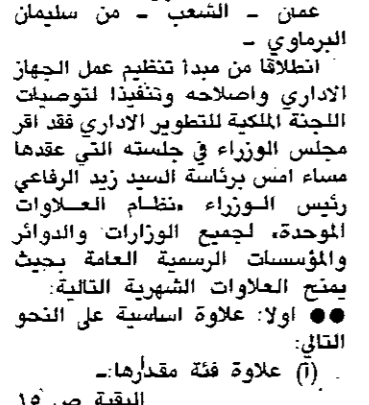 عمان ـ الشعب ـ من سليمان
البرماوي ـ
انطلاقا من مبدأ تنظيم عمل الجهاز
الاداري واصلاحه وتنفيذا لتوصيات
اللجنة الملكية للتطوير الاداري فقد اقر
مجلس الوزراء في جلسته التي عقدها
مساء امس برئاسة السيد زيد الرفاعي
رئيس الــوزراء «نظــام العــلاوات
الموحدة» لجميع الوزارات والدوائر
والمؤسسات الرسمية العامة بحيث
يمنح العلاوات الشهرية التالية:
●● اولا: علاوة اساسية على النحو
التالي:
(آ) علاوة فئة مقدارها:ـ
البقية ص ١٥